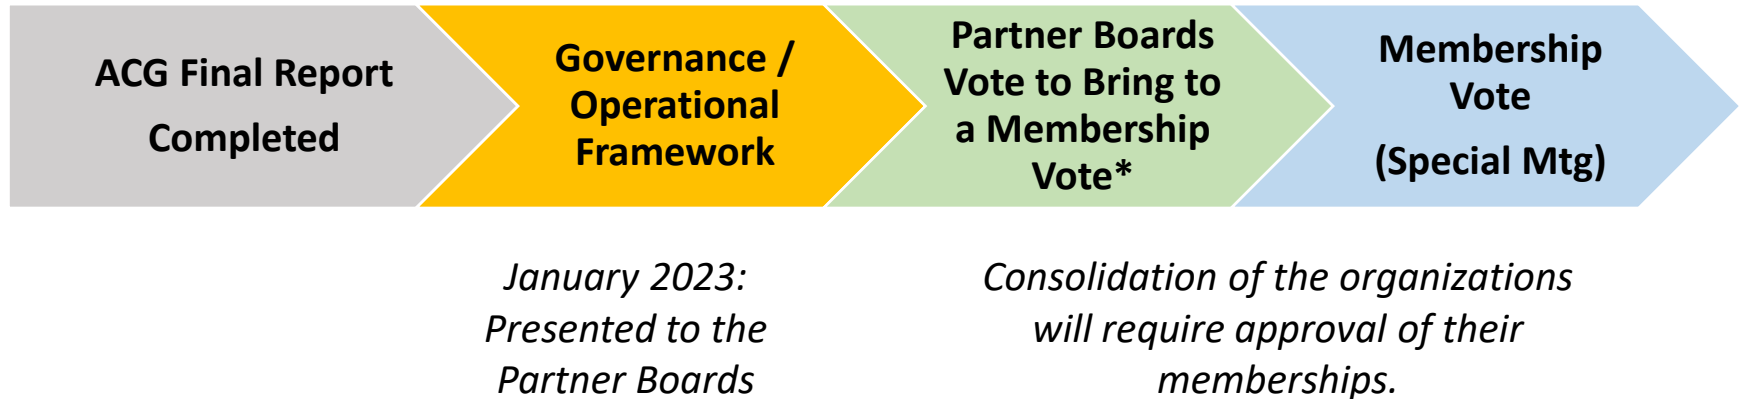 ACG Final Report
Completed
Governance /
Operational
Framework
Partner Boards
Vote to Bring to
a Membership
Vote*
Membership
Vote
(Special Mtg)
January 2023:
Presented to the
Partner Boards
Consolidation of the organizations
will require approval of their
memberships.